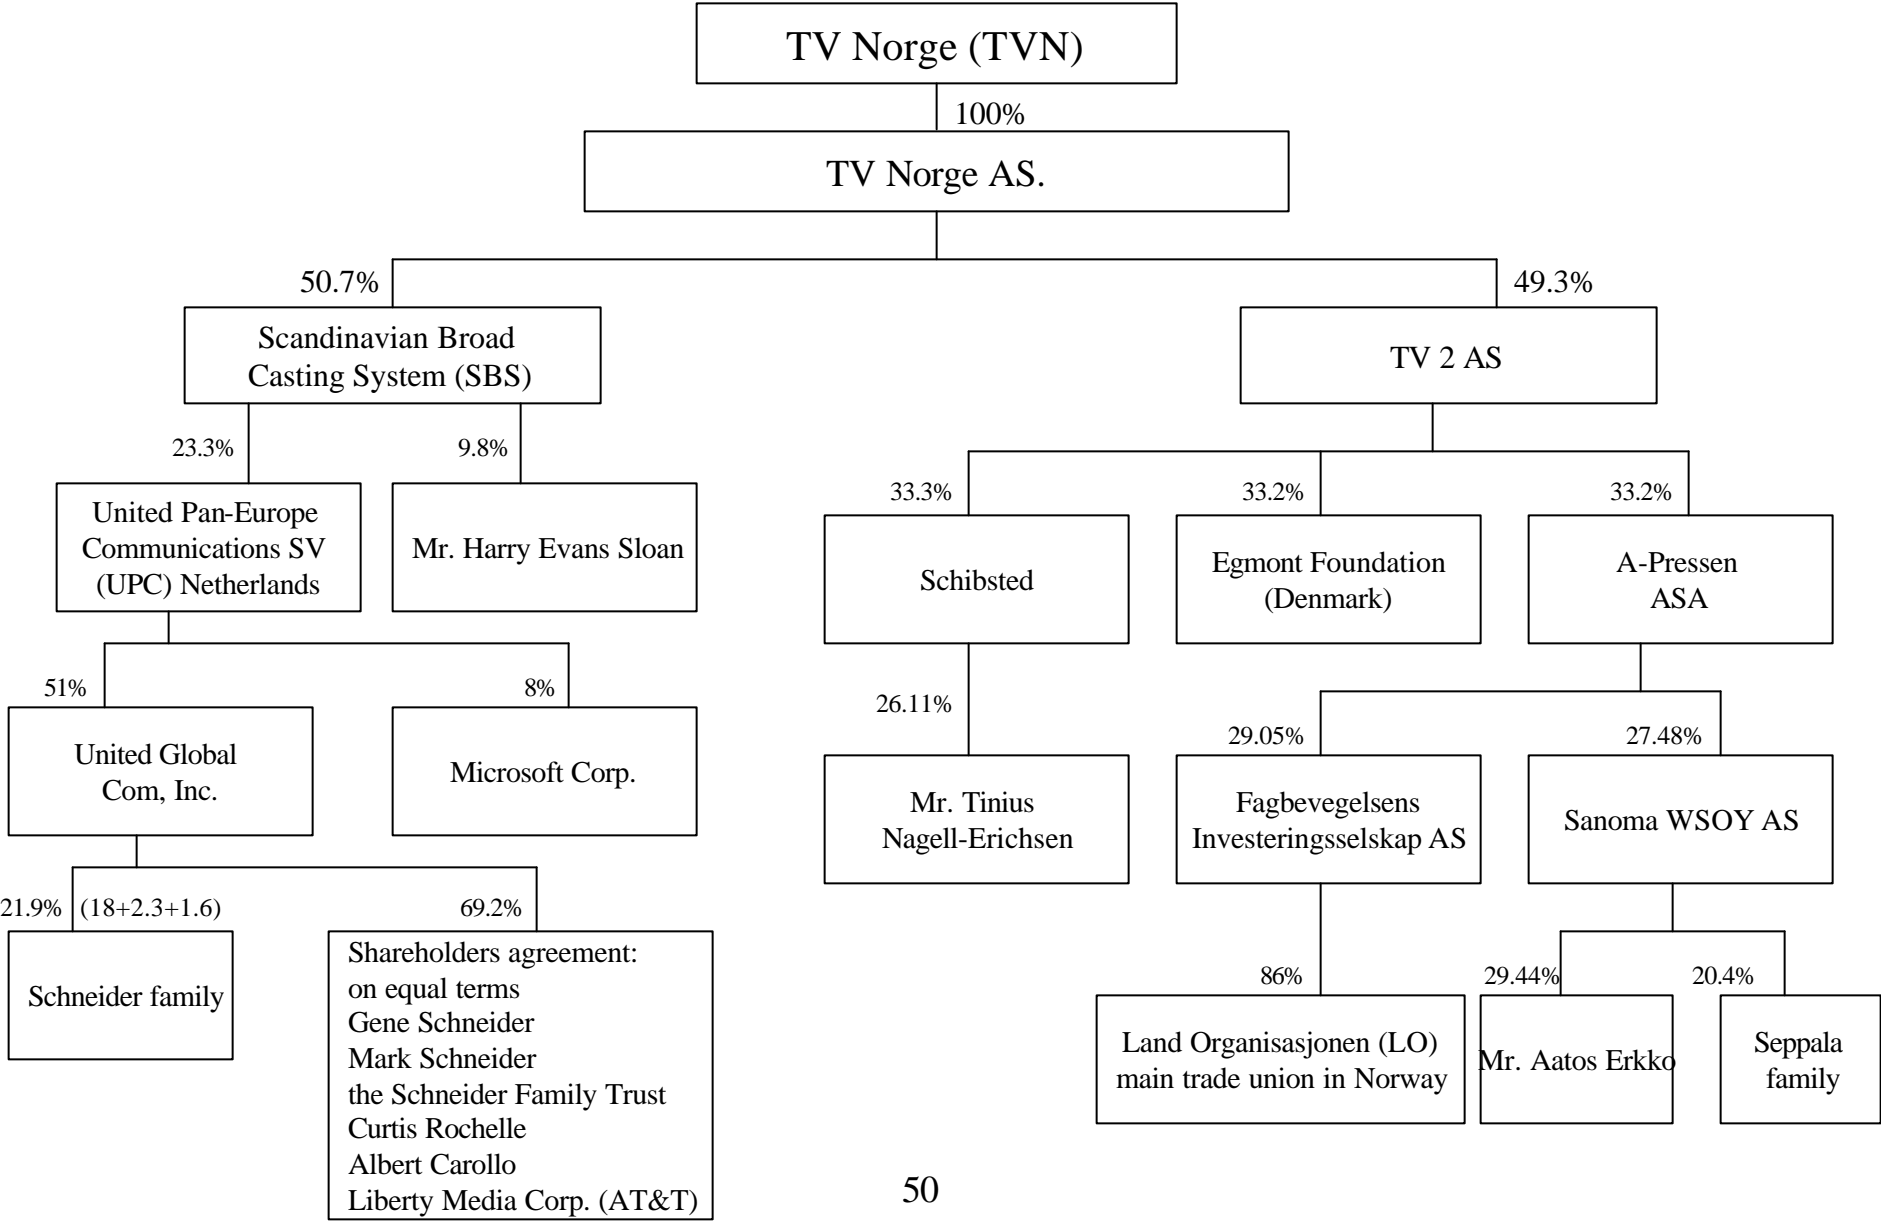 TV Norge (TVN)
100%
TV Norge AS.
50.7%
49.3%
Scandinavian Broad
Casting System (SBS)
TV 2 AS
23.3%
9.8%
33.3%
33.2%
33.2%
United Pan-Europe
Communications SV
(UPC) Netherlands
Mr. Harry Evans Sloan
Schibsted
Egmont Foundation
(Denmark)
A-Pressen
ASA
51%
8%
26.11%
29.05%
27.48%
United Global
Com, Inc.
Microsoft Corp.
Mr. Tinius
Nagell-Erichsen
Fagbevegelsens
Investeringsselskap AS
Sanoma WSOY AS
21.9%
(18+2.3+1.6)
69.2%
86%
29.44%
20.4%
Schneider family
Shareholders agreement:
on equal terms
Gene Schneider
Mark Schneider
the Schneider Family Trust
Curtis Rochelle
Albert Carollo
Liberty Media Corp. (AT&T)
Land Organisasjonen (LO)
main trade union in Norway
Mr. Aatos Erkko
Seppala
family
50